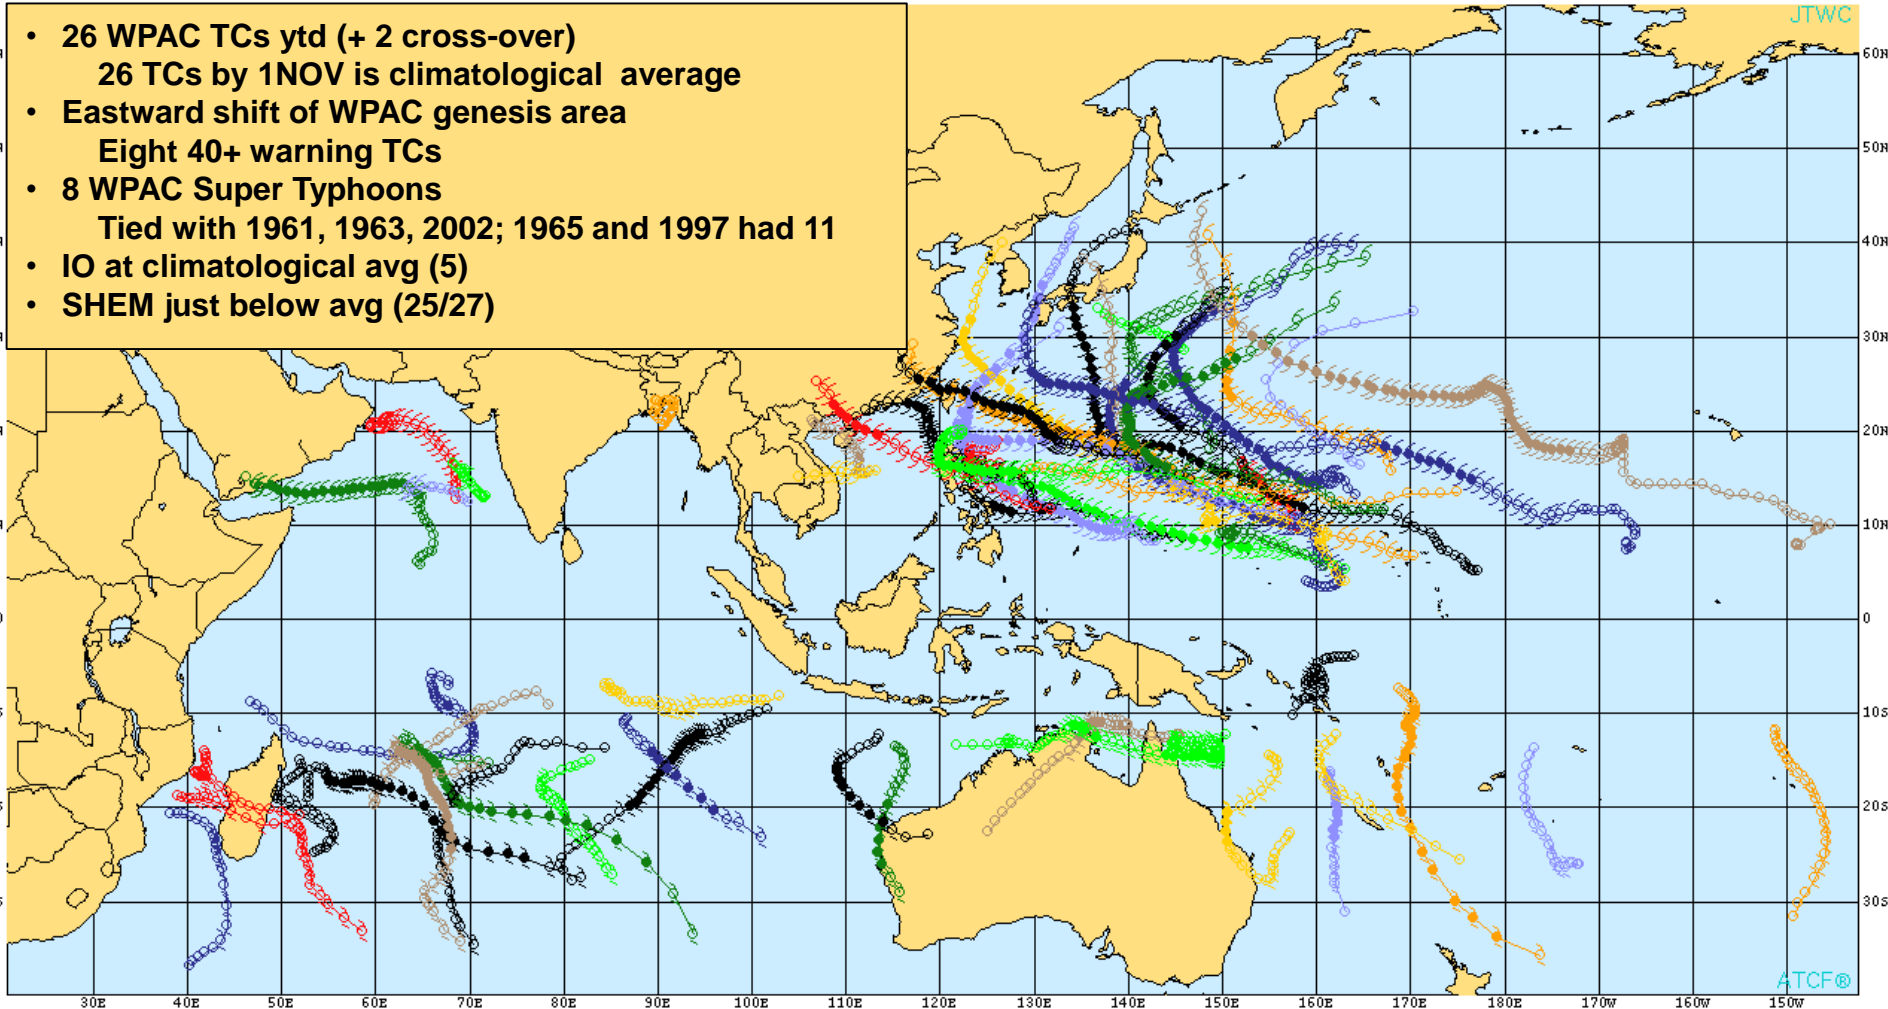 • 26 WPAC TCs ytd (+ 2 cross-over)
26 TCs by 1NOV is climatological average
• Eastward shift of WPAC genesis area
Eight 40+ warning TCs
• 8 WPAC Super Typhoons
Tied with 1961, 1963, 2002; 1965 and 1997 had 11
• IO at climatological avg (5)
• SHEM just below avg (25/27)
JTWC
60N
50N
40N
30N
20N
10N
0
10S
20S
30S
ATCF®
30E 40E 50E 60E 70E 80E 90E 100E 110E 120E 130E 140E 150E 160E 170E 180E 170W 160W 150W